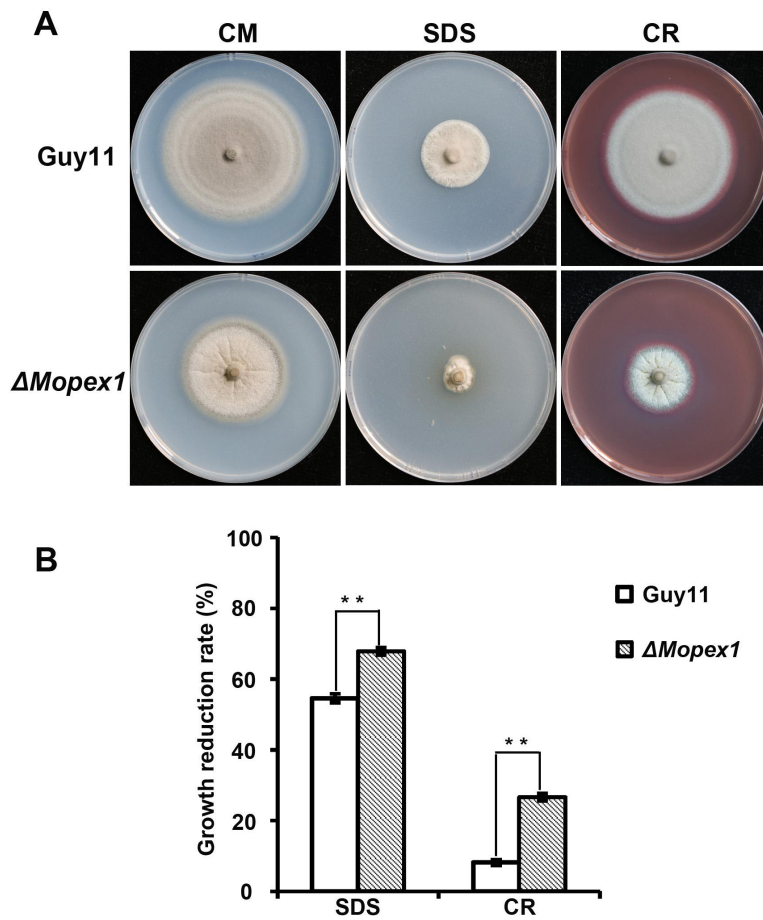 A
CM SDS CR
Guy11
ΔMopex1
B
Growth reduction rate (%)
100
80
60
40
20
0
* *
* *
SDS CR
Guy11
ΔMopex1